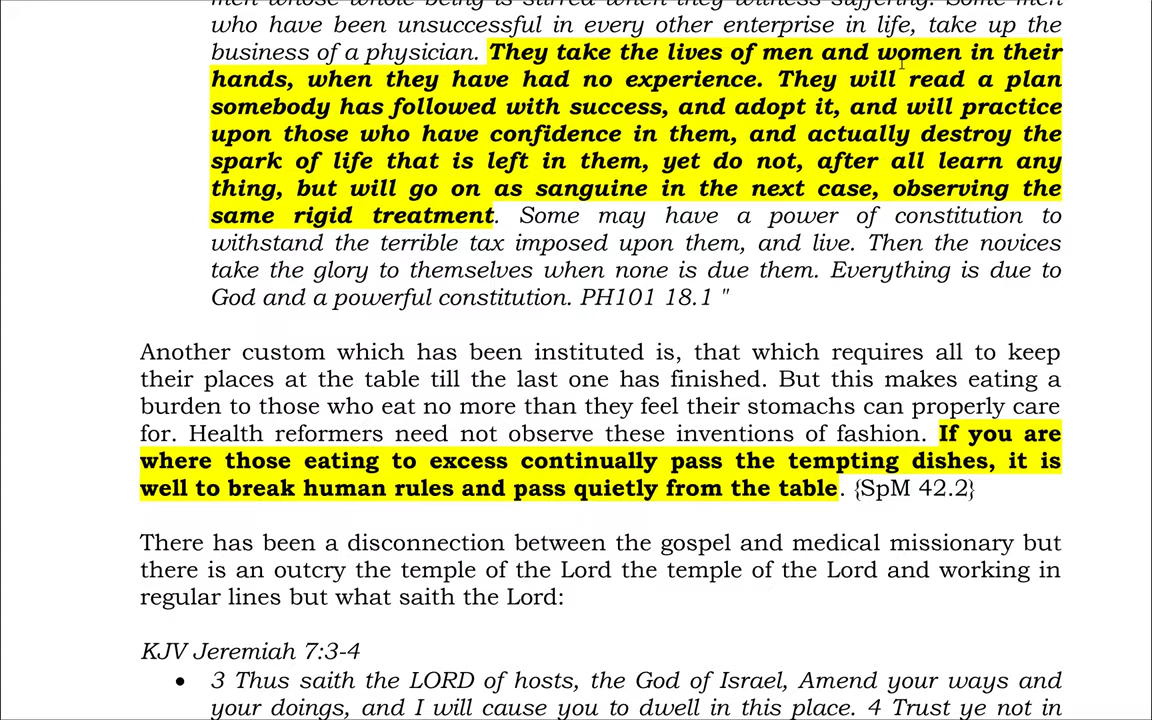 men whose whole being is stirred when they witness suffering. Some men
who have been unsuccessful in every other enterprise in life, take up the
business of a physician. They take the lives of men and women in their
hands, when they have had no experience. They will read a plan
somebody has followed with success, and adopt it, and will practice
upon those who have confidence in them, and actually destroy the
spark of life that is left in them, yet do not, after all learn any
thing, but will go on as sanguine in the next case, observing the
same rigid treatment. Some may have a power of constitution to
withstand the terrible tax imposed upon them, and live. Then the novices
take the glory to themselves when none is due them. Everything is due to
God and a powerful constitution. PH101 18.1 "
Another custom which has been instituted is, that which requires all to keep
their places at the table till the last one has finished. But this makes eating a
burden to those who eat no more than they feel their stomachs can properly care
for. Health reformers need not observe these inventions of fashion. If you are
where those eating to excess continually pass the tempting dishes, it is
well to break human rules and pass quietly from the table. {SpM 42.2}
There has been a disconnection between the gospel and medical missionary but
there is an outcry the temple of the Lord the temple of the Lord and working in
regular lines but what saith the Lord:
KJV Jeremiah 7:3-4
• 3 Thus saith the LORD of hosts, the God of Israel, Amend your ways and
your doings, and I will cause you to dwell in this place. 4 Trust ye not in